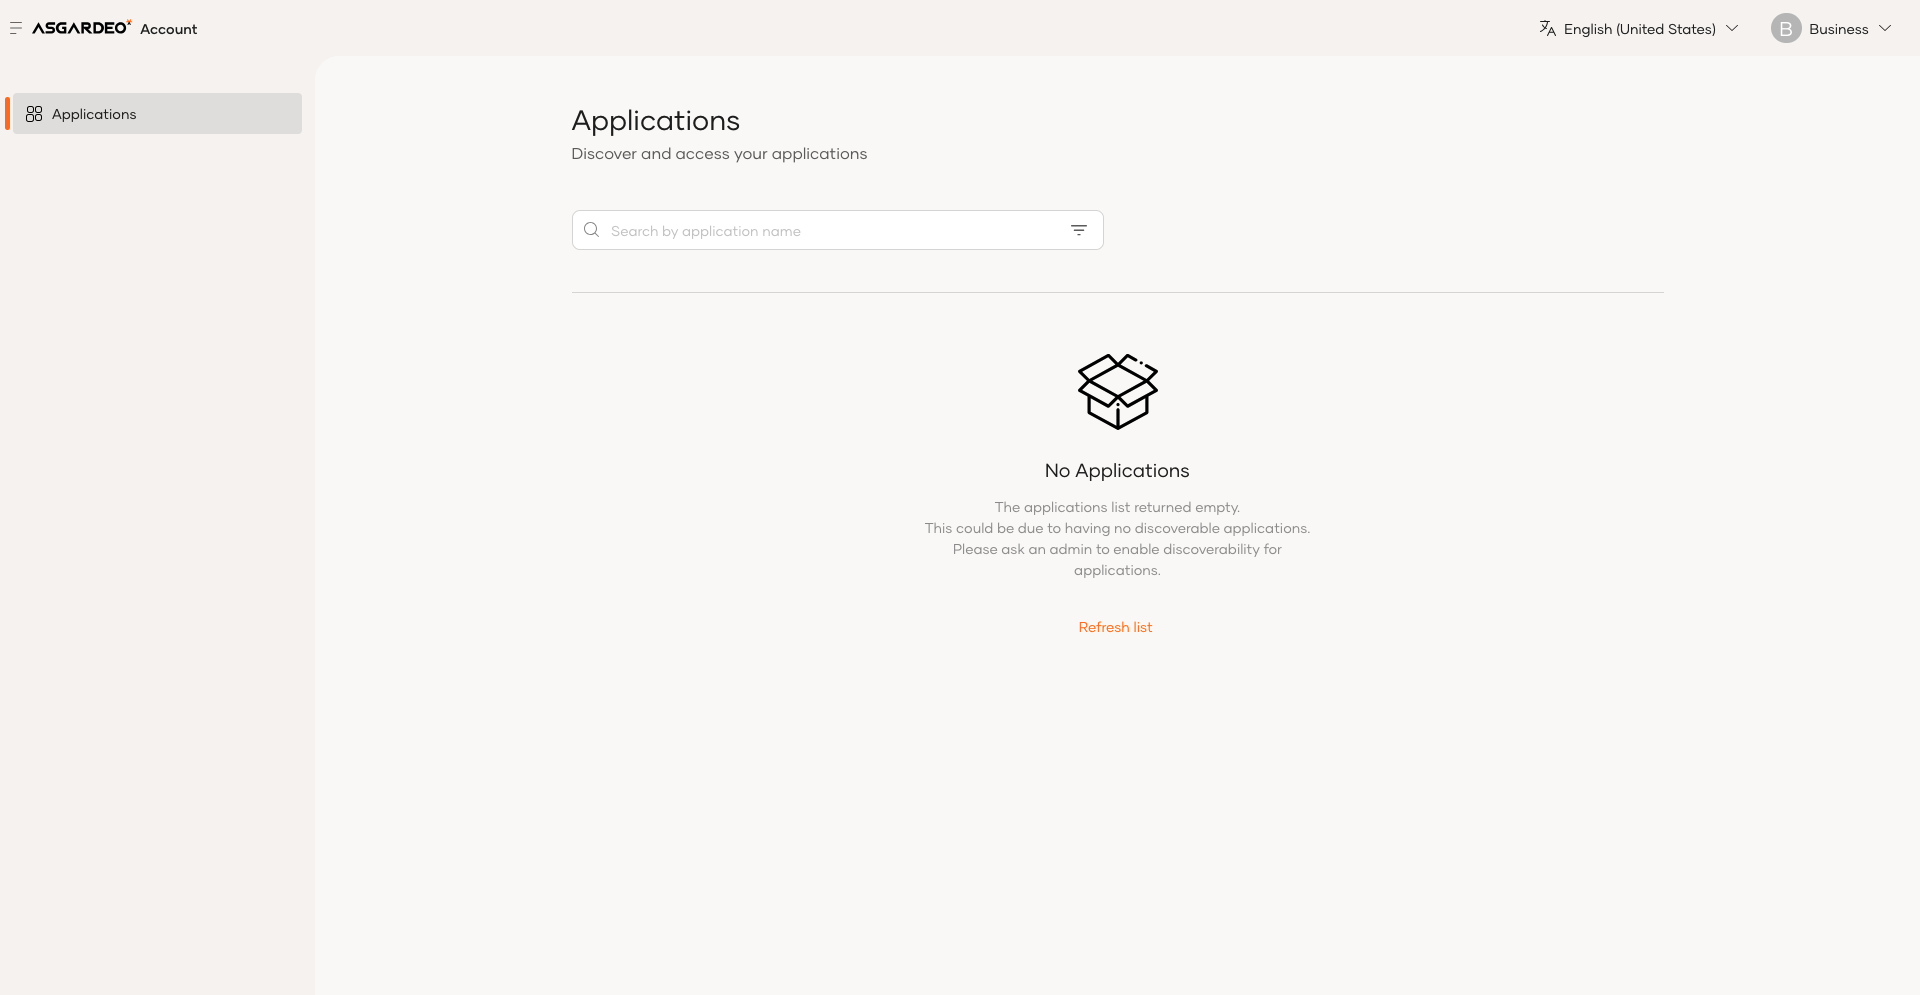 ASGARDEO Account
English (United States)
B Business
Applications
Applications
Discover and access your applications
Search by application name
No Applications
The applications list returned empty.
This could be due to having no discoverable applications.
Please ask an admin to enable discoverability for
applications.
Refresh list